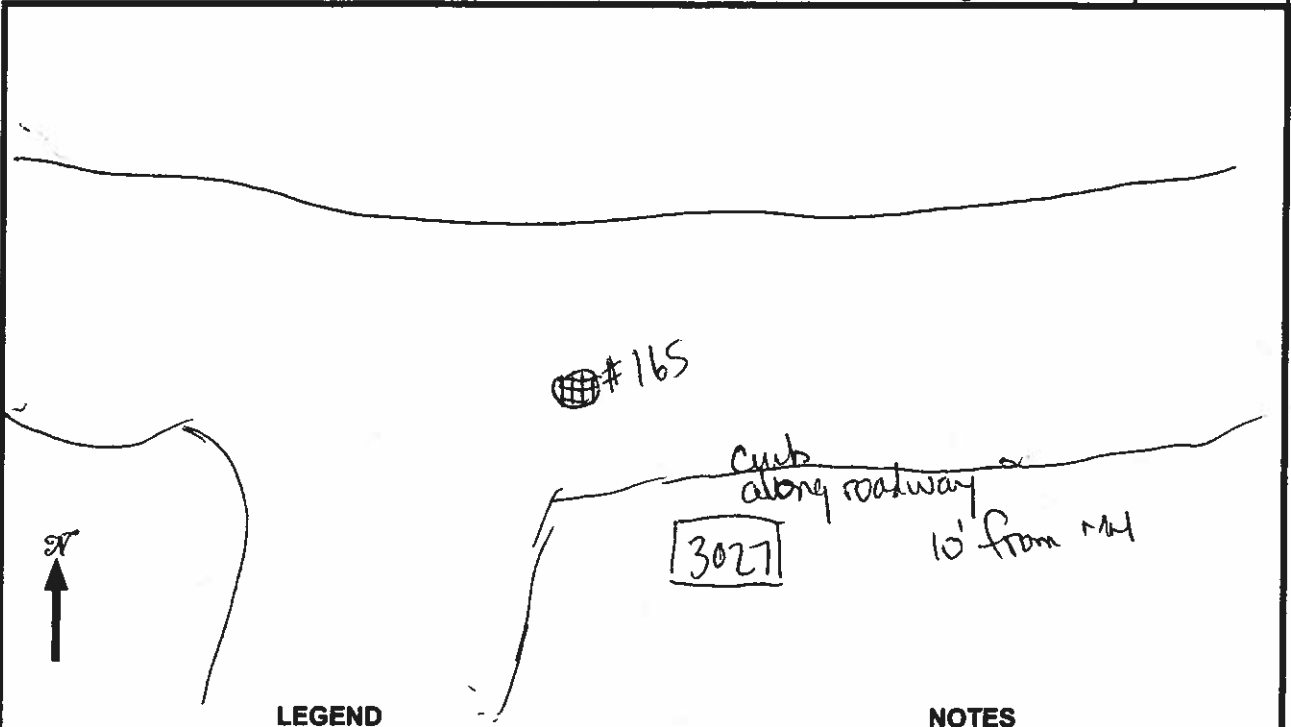 #165
Curb
along roadway
3027
10' from MH
N
LEGEND
NOTES